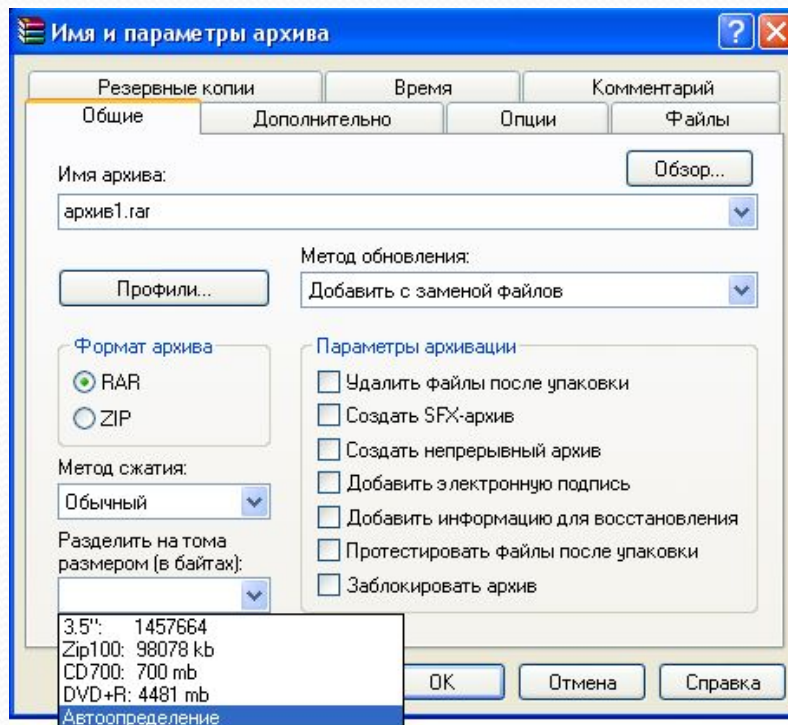 Имя и параметры архива
Резервные копии
Время
Комментарий
Общие
Дополнительно
Опции
Файлы
Имя архива:
Обзор...
архив1.rar
Метод обновления:
Профили...
Добавить с заменой файлов
Формат архива
RAR
ZIP
Метод сжатия:
Обычный
Разделить на тома
размером (в байтах):
Параметры архивации
Удалить файлы после упаковки
Создать SFX-архив
Создать непрерывный архив
Добавить электронную подпись
Добавить информацию для восстановления
Протестировать файлы после упаковки
Заблокировать архив
3.5": 1457664
Zip100: 98078 kb
CD700: 700 mb
DVD+R: 4481 mb
Автоопределение
OK
Отмена
Справка